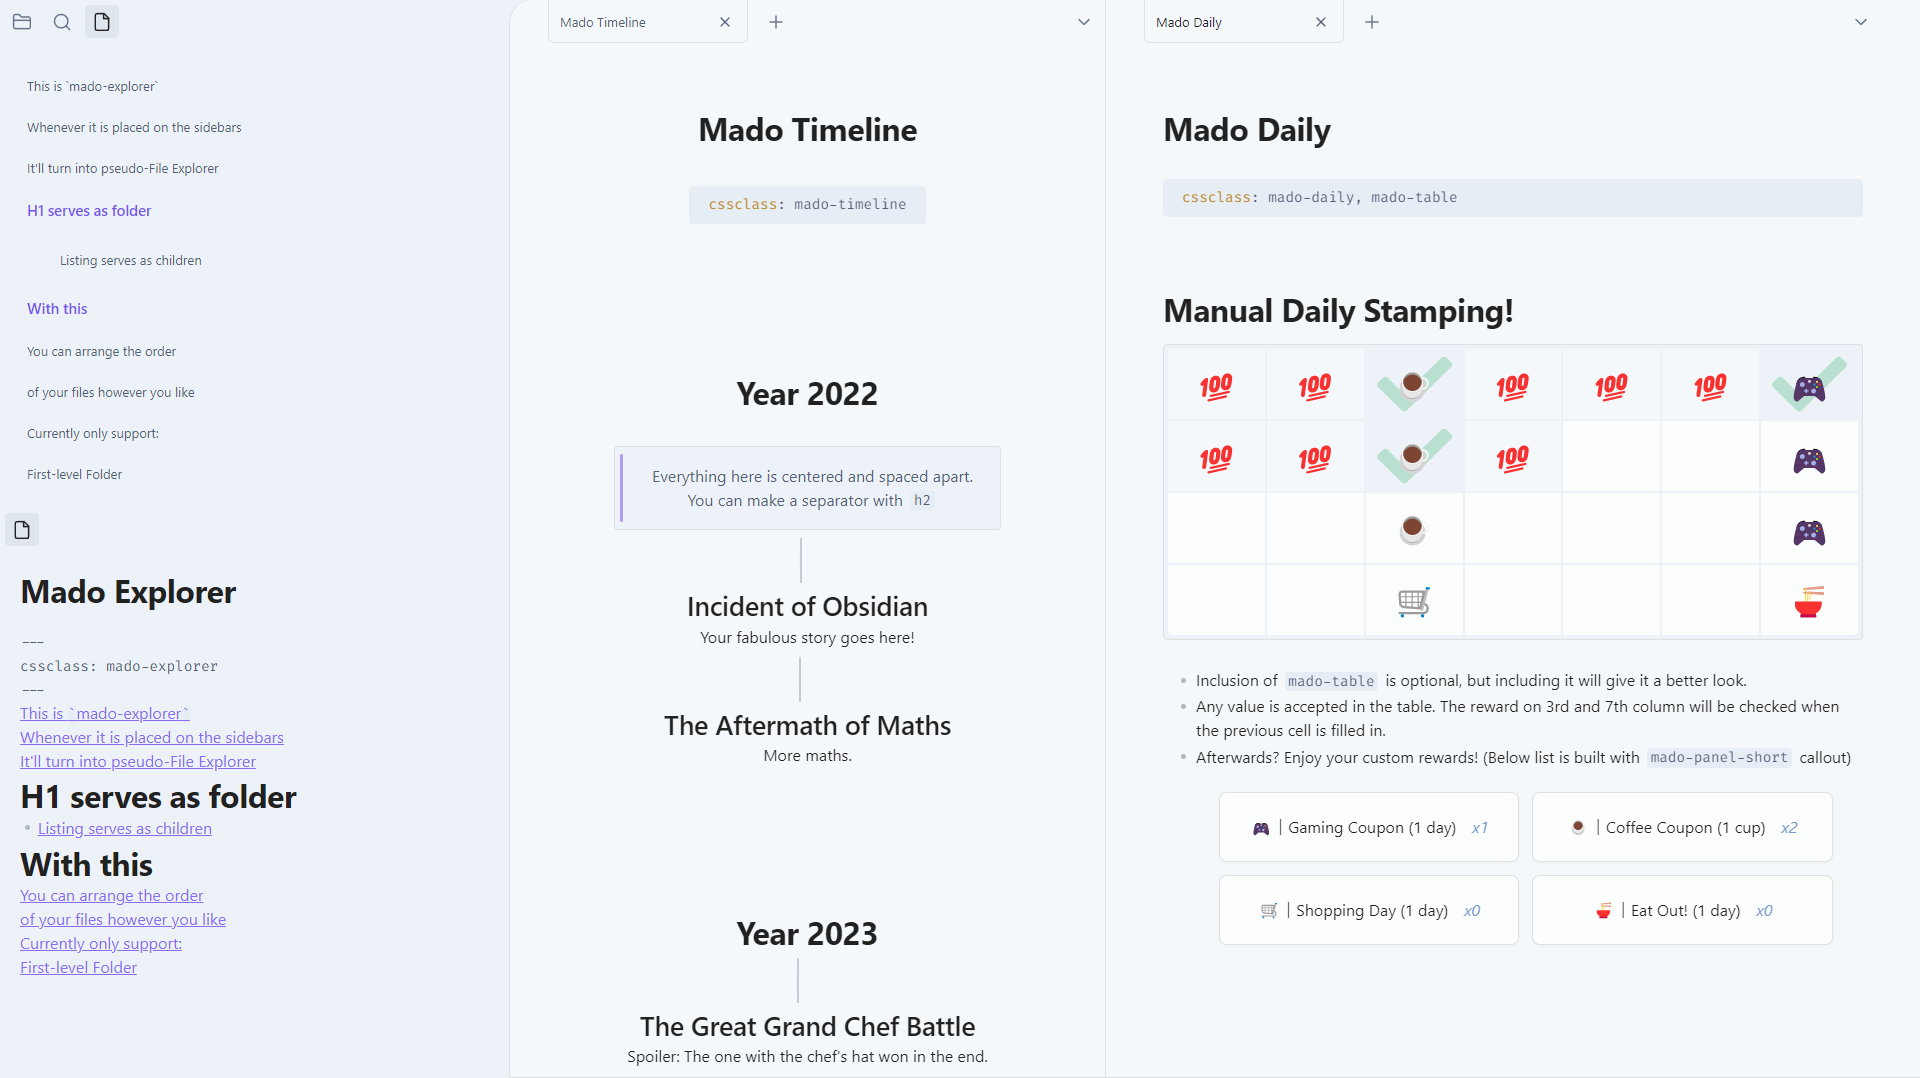 This is `mado-explorer`
Whenever it is placed on the sidebars
It'll turn into pseudo-File Explorer
H1 serves as folder
Listing serves as children
With this
You can arrange the order
of your files however you like
Currently only support:
First-level Folder
Mado Explorer
---
cssclass: mado-explorer
---
This is `mado-explorer`
Whenever it is placed on the sidebars
It'll turn into pseudo-File Explorer
H1 serves as folder
Listing serves as children
With this
You can arrange the order
of your files however you like
Currently only support:
First-level Folder
Mado Timeline
Mado Timeline
cssclass: mado-timeline
Year 2022
Everything here is centered and spaced apart.
You can make a separator with h2
Incident of Obsidian
Your fabulous story goes here!
The Aftermath of Maths
More maths.
Year 2023
The Great Grand Chef Battle
Spoiler: The one with the chef's hat won in the end.
Mado Daily
Mado Daily
cssclass: mado-daily, mado-table
Manual Daily Stamping!
💯 💯 ☕ 💯 💯 💯 🎮
💯 💯 ☕ 💯 🎮
☕ 🎮
🛒 🍜
Inclusion of mado-table is optional, but including it will give it a better look.
Any value is accepted in the table. The reward on 3rd and 7th column will be checked when
the previous cell is filled in.
Afterwards? Enjoy your custom rewards! (Below list is built with mado-panel-short callout)
🎮 | Gaming Coupon (1 day) x1
☕ | Coffee Coupon (1 cup) x2
🛒 | Shopping Day (1 day) x0
🍜 | Eat Out! (1 day) x0